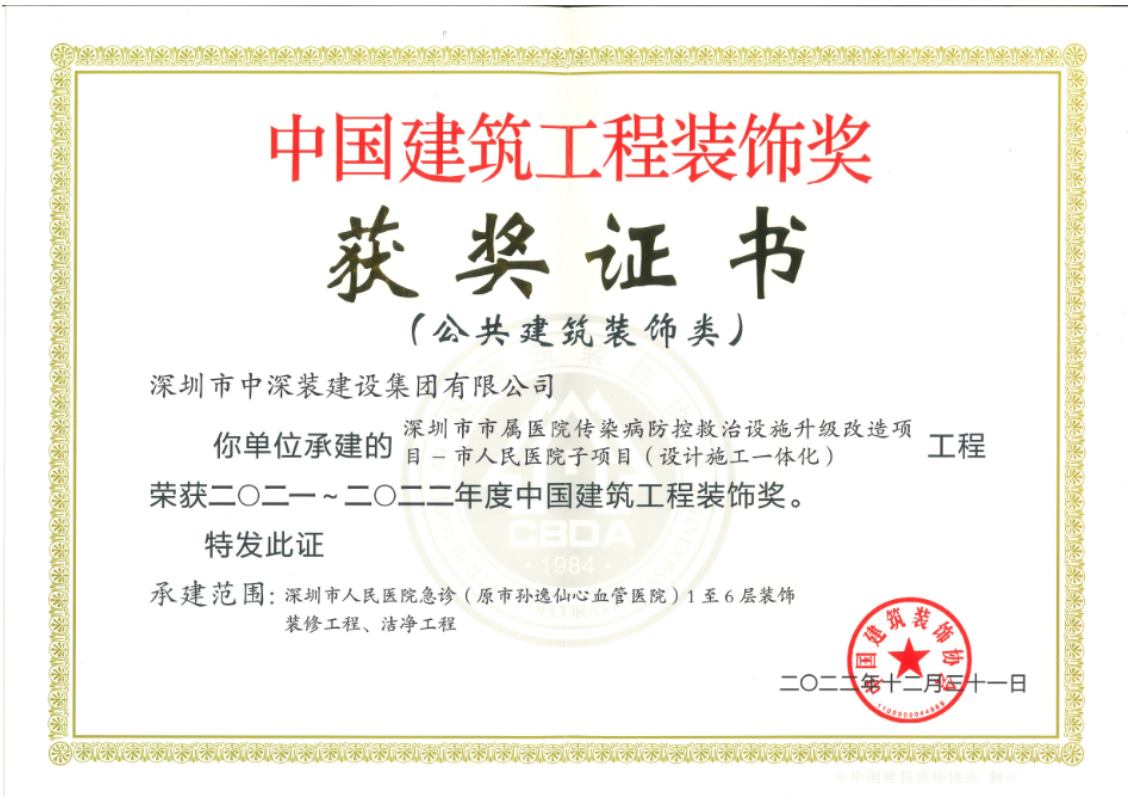 中国建筑工程装饰奖
获奖证书
（公共建筑装饰类）
深圳市中深装建设集团有限公司
你单位承建的 深圳市市属医院传染病防控救治设施升级改造项
目－市人民医院子项目（设计施工一体化） 工程
荣获二〇二一～二〇二二年度中国建筑工程装饰奖。
特发此证
承建范围：深圳市人民医院急诊（原市孙逸仙心血管医院）1至6层装饰
装修工程、洁净工程
二〇二二年十二月三十一日
中国建筑装饰协会
CBDA
·1984·